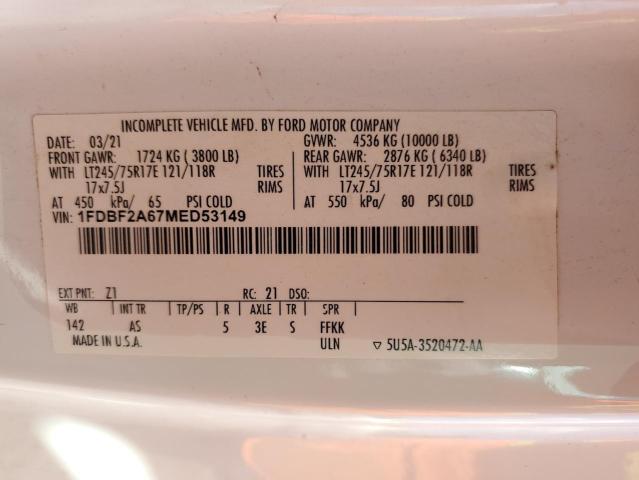 INCOMPLETE VEHICLE MFD. BY FORD MOTOR COMPANY
DATE: 03/21 GVWR: 4536 KG (10000 LB)
FRONT GAWR: 1724 KG ( 3800 LB) REAR GAWR: 2876 KG ( 6340 LB)
WITH LT245/75R17E 121/118R TIRES WITH LT245/75R17E 121/118R TIRES
17x7.5J RIMS 17x7.5J RIMS
AT 450 kPa/ 65 PSI COLD AT 550 kPa/ 80 PSI COLD
VIN: 1FDBF2A67MED53149
EXT PNT: Z1 RC: 21 DSO:
WB INT TR TP/PS R AXLE TR SPR
142 AS 5 3E S FFKK
MADE IN U.S.A. ULN ▽ 5U5A-3520472-AA